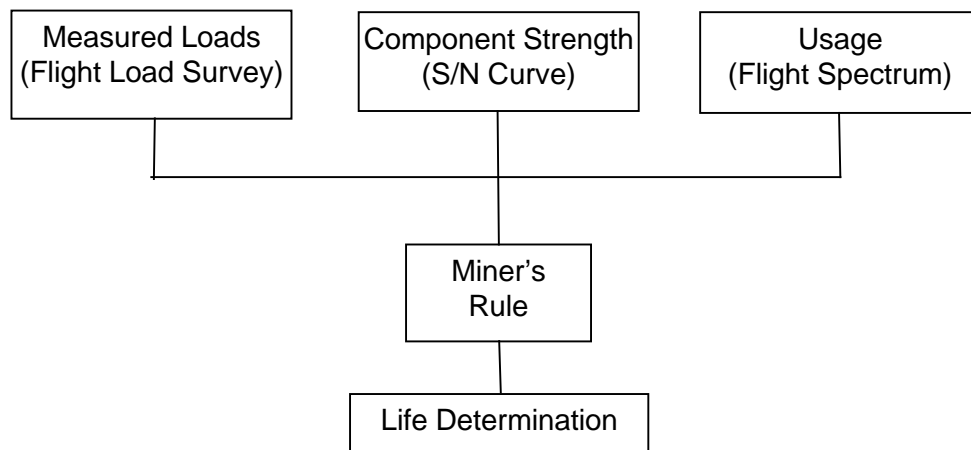 Measured Loads
(Flight Load Survey)
Component Strength
(S/N Curve)
Usage
(Flight Spectrum)
Miner’s
Rule
Life Determination